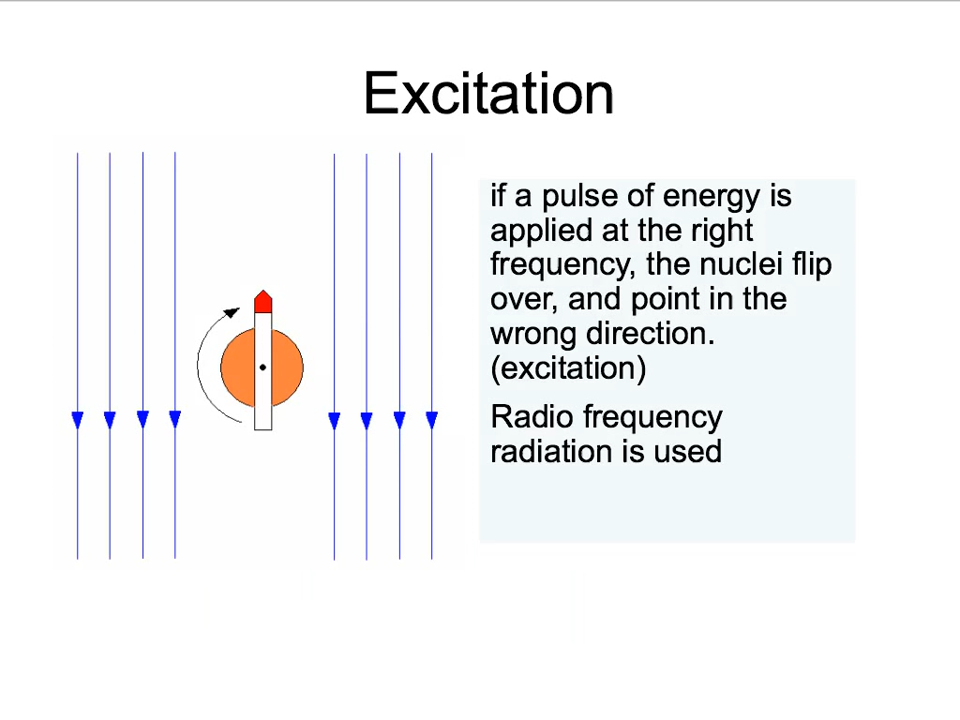 Excitation
if a pulse of energy is
applied at the right
frequency, the nuclei flip
over, and point in the
wrong direction.
(excitation)
Radio frequency
radiation is used